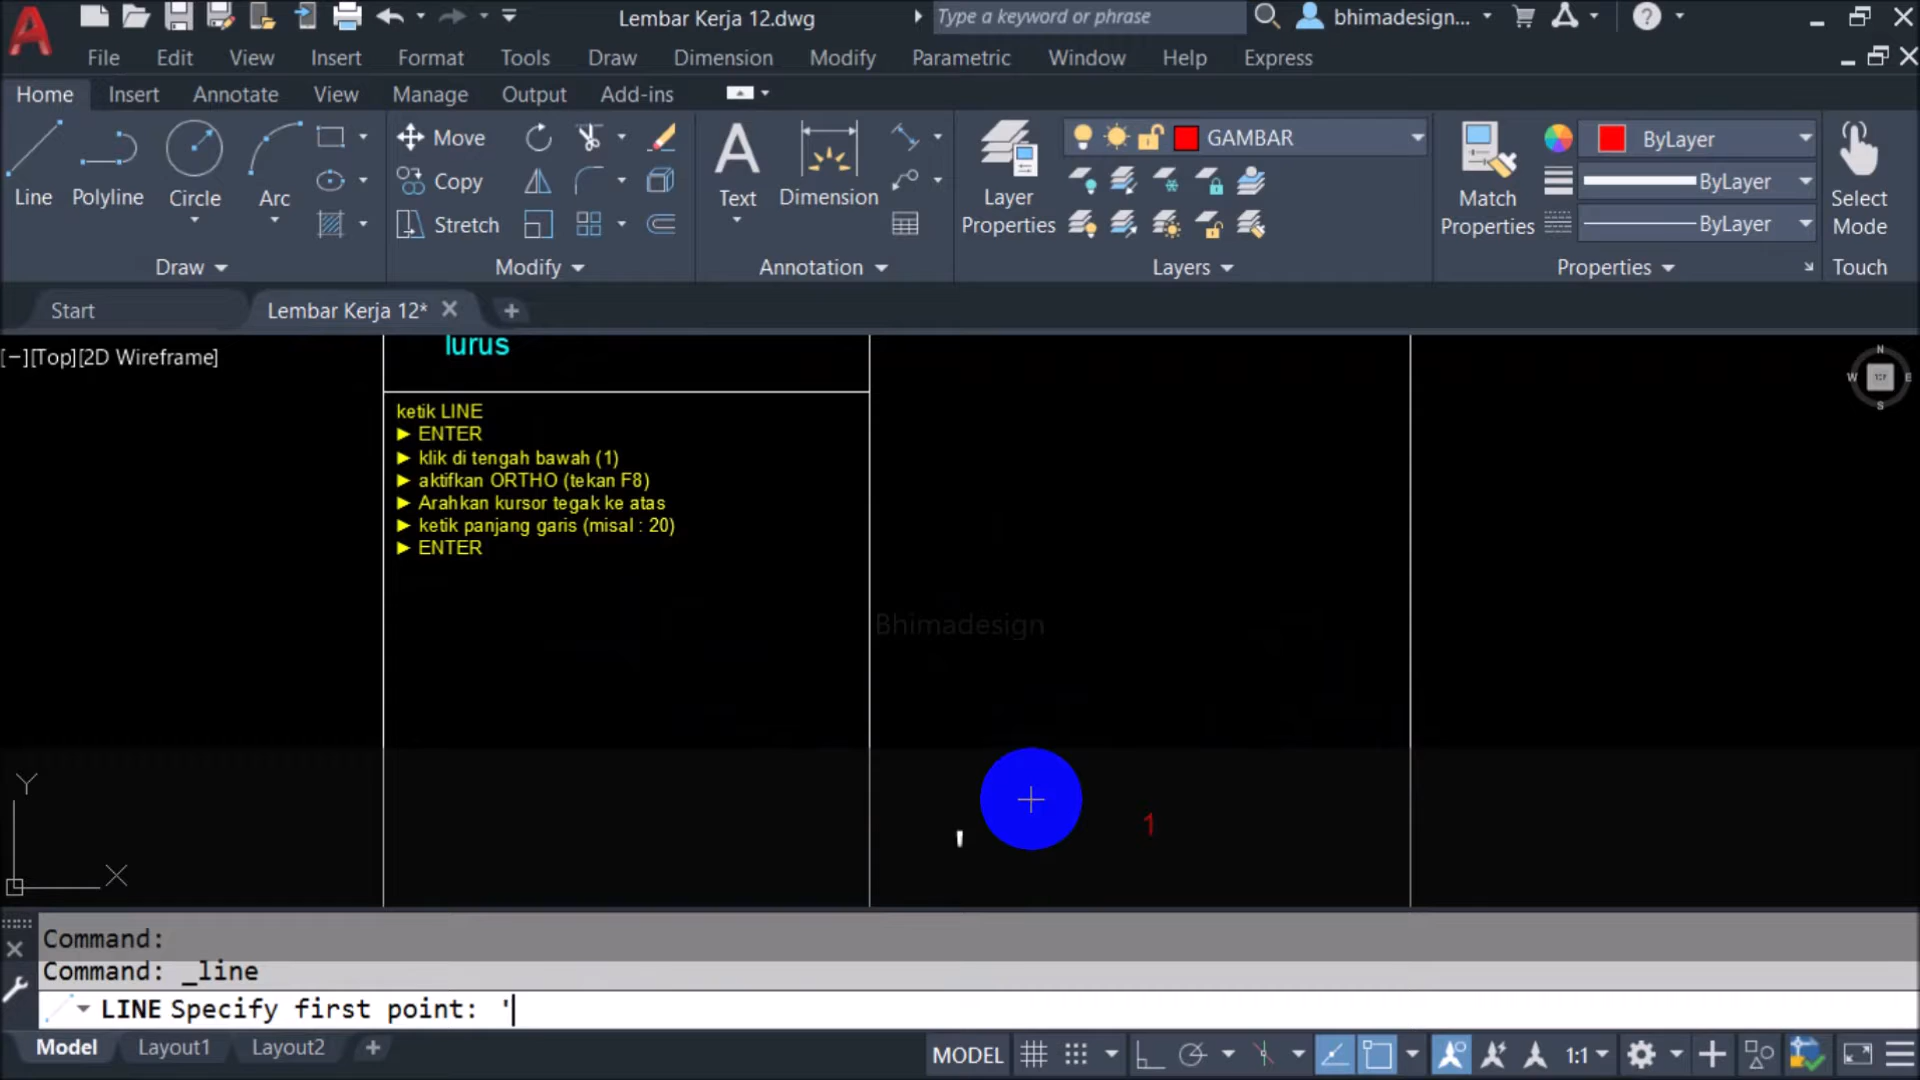 Lembar Kerja 12.dwg
Type a keyword or phrase
bhimadesign...
File Edit View Insert Format Tools Draw Dimension Modify Parametric Window Help Express
Home Insert Annotate View Manage Output Add-ins
Line
Polyline
Circle
Arc
Move
Copy
Stretch
Text
Dimension
Layer
Properties
GAMBAR
Match
Properties
ByLayer
ByLayer
ByLayer
Select
Mode
Draw
Modify
Annotation
Layers
Properties
Touch
Start
Lembar Kerja 12*
[−][Top][2D Wireframe]
lurus
N
W
E
S
ketik LINE
► ENTER
► klik di tengah bawah (1)
► aktifkan ORTHO (tekan F8)
► Arahkan kursor tegak ke atas
► ketik panjang garis (misal : 20)
► ENTER
Bhimadesign
'
1
Y
X
Command:
Command: _line
LINE Specify first point: '
Model Layout1 Layout2
MODEL
1:1